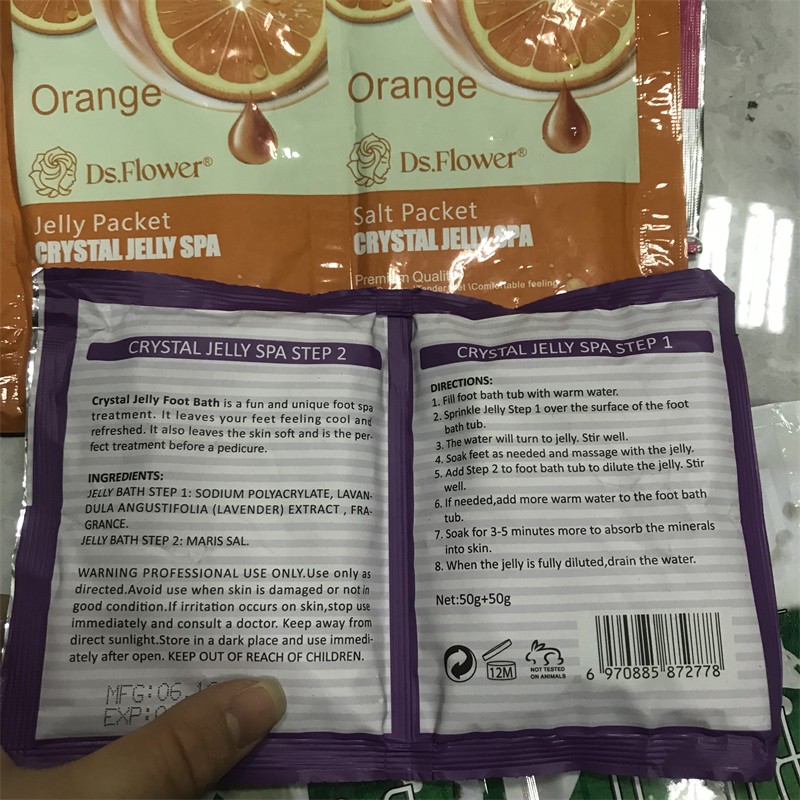 Orange
Ds.Flower®
Jelly Packet
CRYSTAL JELLY SPA
Orange
Ds.Flower®
Salt Packet
CRYSTAL JELLY SPA
Premium Quality
\Comfortable feeling
CRYSTAL JELLY SPA STEP 2
Crystal Jelly Foot Bath is a fun and unique foot spa
treatment. It leaves your feet feeling cool and
refreshed. It also leaves the skin soft and is the per-
fect treatment before a pedicure.
INGREDIENTS:
JELLY BATH STEP 1: SODIUM POLYACRYLATE, LAVAN-
DULA ANGUSTIFOLIA (LAVENDER) EXTRACT , FRA-
GRANCE.
JELLY BATH STEP 2: MARIS SAL.
WARNING PROFESSIONAL USE ONLY.Use only as
directed.Avoid use when skin is damaged or not in
good condition.If irritation occurs on skin,stop use
immediately and consult a doctor. Keep away from
direct sunlight.Store in a dark place and use immedi-
ately after open. KEEP OUT OF REACH OF CHILDREN.
MFG:06.
EXP:
CRYSTAL JELLY SPA STEP 1
DIRECTIONS:
1. Fill foot bath tub with warm water.
2. Sprinkle Jelly Step 1 over the surface of the foot
bath tub.
3. The water will turn to jelly. Stir well.
4. Soak feet as needed and massage with the jelly.
5. Add Step 2 to foot bath tub to dilute the jelly. Stir
well.
6. If needed,add more warm water to the foot bath
tub.
7. Soak for 3-5 minutes more to absorb the minerals
into skin.
8. When the jelly is fully diluted,drain the water.
Net:50g+50g
12M
NOT TESTED
ON ANIMALS
6 970885 872778